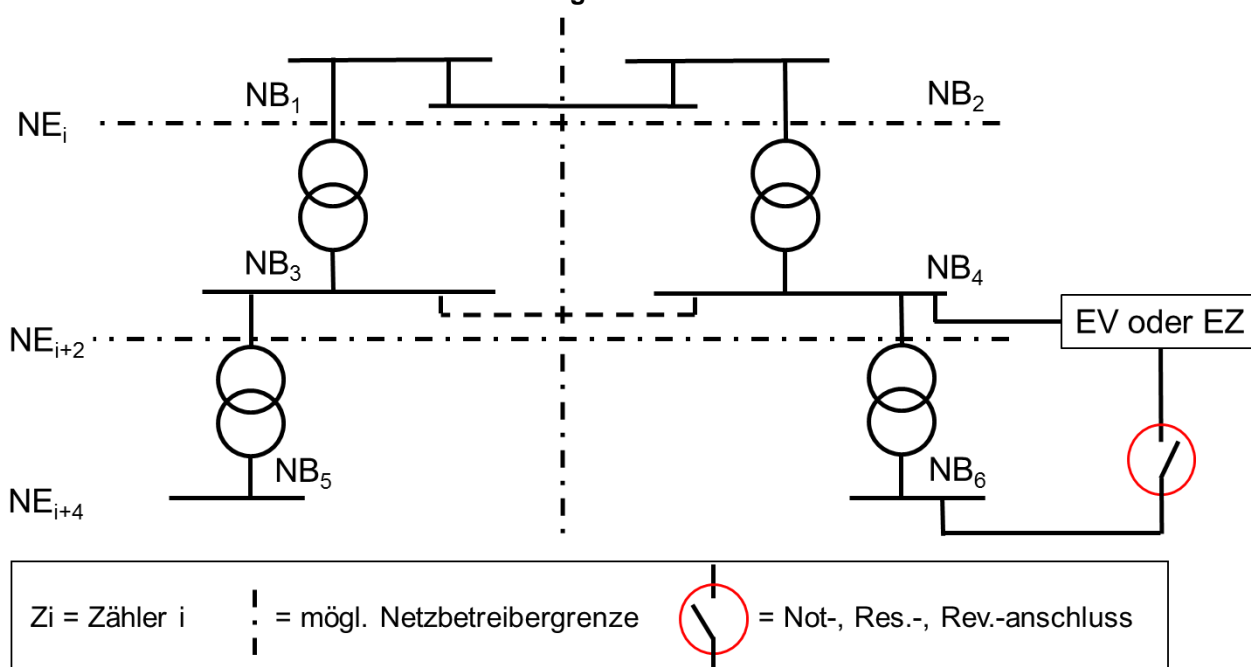 g
NB₁
NB₂
NEᵢ
NB₃
NB₄
EV oder EZ
NEᵢ₊₂
NB₅
NB₆
NEᵢ₊₄
Zi = Zähler i
= mögl. Netzbetreibergrenze
= Not-, Res.-, Rev.-anschluss